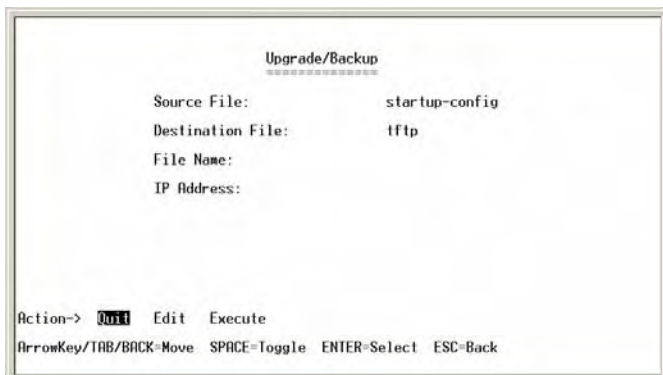 Upgrade/Backup
==============
Source File: startup-config
Destination File: tftp
File Name:
IP Address:
Action-> Quit Edit Execute
ArrowKey/TAB/BACK=Move SPACE=Toggle ENTER=Select ESC=Back